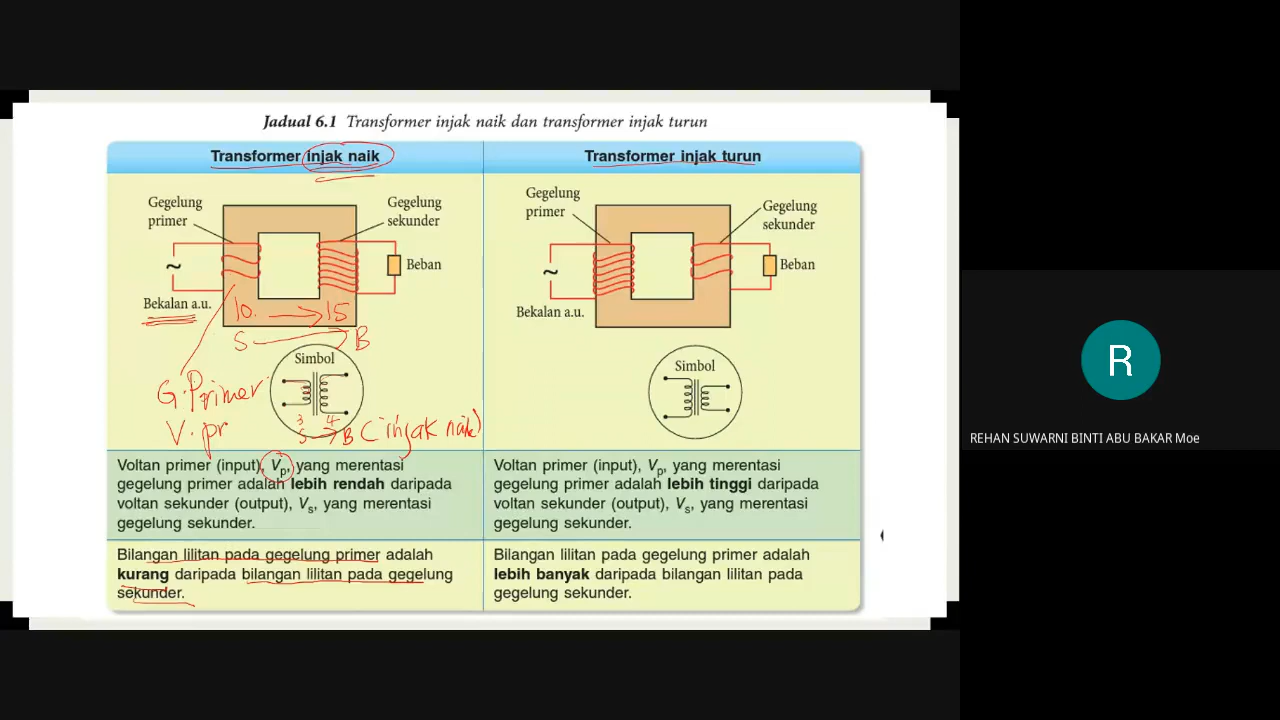 Jadual 6.1 Transformer injak naik dan transformer injak turun
Transformer injak naik
Transformer injak turun
Gegelung
primer
Gegelung
sekunder
~
Beban
Bekalan a.u.
10. → 15
S → B
Simbol
G. Primer
V. pr
3 4
S → B (injak naik)
Gegelung
primer
Gegelung
sekunder
~
Beban
Bekalan a.u.
Simbol
Voltan primer (input), Vp, yang merentasi
gegelung primer adalah lebih rendah daripada
voltan sekunder (output), Vs, yang merentasi
gegelung sekunder.
Voltan primer (input), Vp, yang merentasi
gegelung primer adalah lebih tinggi daripada
voltan sekunder (output), Vs, yang merentasi
gegelung sekunder.
Bilangan lilitan pada gegelung primer adalah
kurang daripada bilangan lilitan pada gegelung
sekunder.
Bilangan lilitan pada gegelung primer adalah
lebih banyak daripada bilangan lilitan pada
gegelung sekunder.
R
REHAN SUWARNI BINTI ABU BAKAR Moe